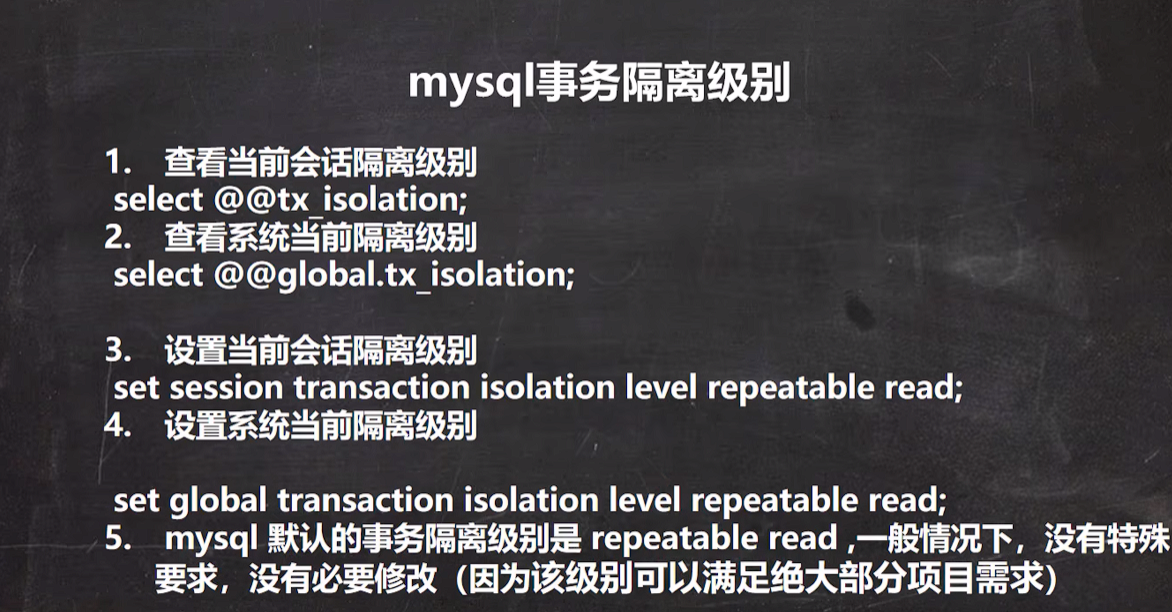 mysql事务隔离级别
1. 查看当前会话隔离级别
select @@tx_isolation;
2. 查看系统当前隔离级别
select @@global.tx_isolation;
3. 设置当前会话隔离级别
set session transaction isolation level repeatable read;
4. 设置系统当前隔离级别
set global transaction isolation level repeatable read;
5. mysql 默认的事务隔离级别是 repeatable read ,一般情况下，没有特殊
要求，没有必要修改（因为该级别可以满足绝大部分项目需求）